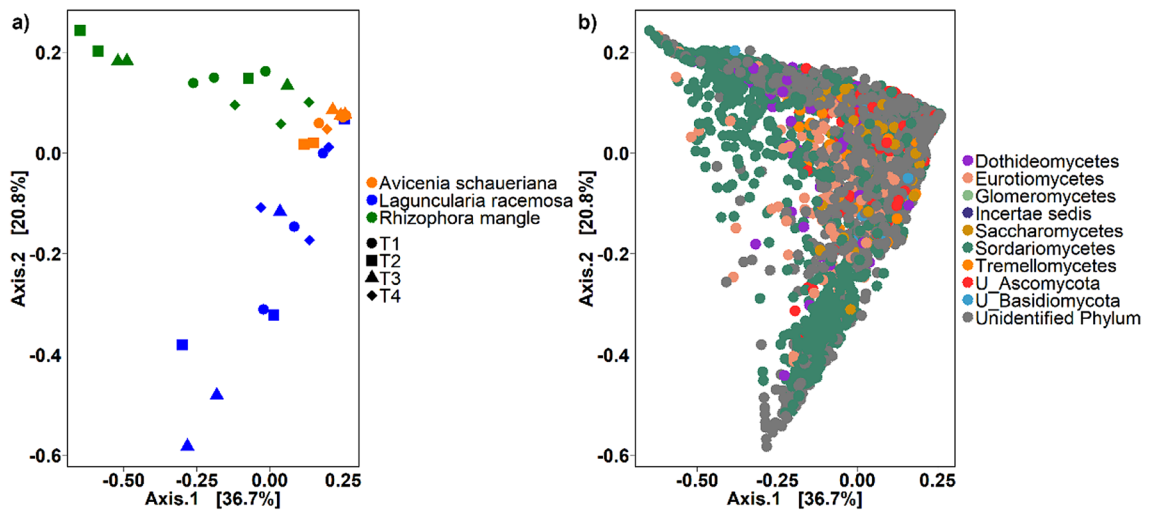 a)
0.2
0.0
-0.2
-0.4
-0.6
Axis.2 [20.8%]
-0.50
-0.25
0.00
0.25
Axis.1 [36.7%]
Avicenia schaueriana
Laguncularia racemosa
Rhizophora mangle
T1
T2
T3
T4
b)
0.2
0.0
-0.2
-0.4
-0.6
Axis.2 [20.8%]
-0.50
-0.25
0.00
0.25
Axis.1 [36.7%]
Dothideomycetes
Eurotiomycetes
Glomeromycetes
Incertae sedis
Saccharomycetes
Sordariomycetes
Tremellomycetes
U_Ascomycota
U_Basidiomycota
Unidentified Phylum